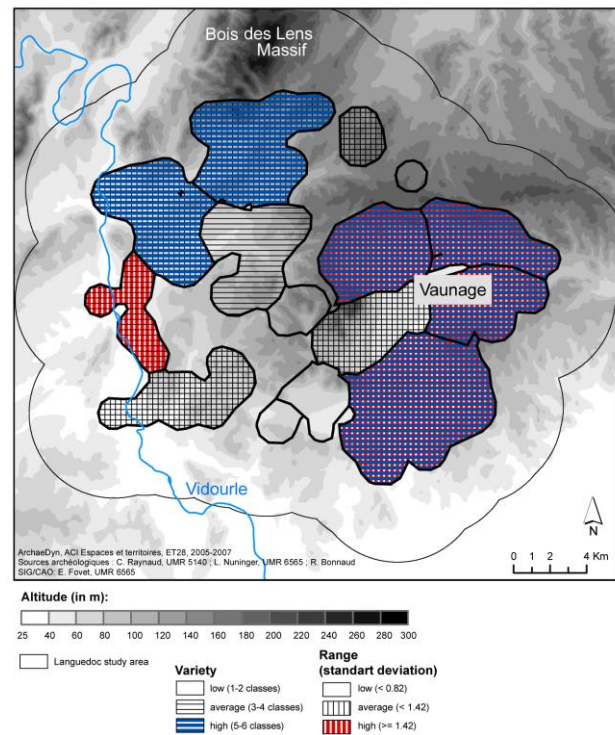 Bois des Lens
Massif
Vaunage
Vidourle
N
0 1 2 4 Km
ArchaeDyn, ACI Espaces et territoires, ET28, 2005-2007
Sources archéologiques : C. Raynaud, UMR 5140 ; L. Nuninger, UMR 6565 ; R. Bonnaud
SIG/CAO: E. Fovet, UMR 6565
Altitude (in m):
25 40 60 80 100 120 140 160 180 200 220 240 260 280 300
Languedoc study area
Variety
low (1-2 classes)
average (3-4 classes)
high (5-6 classes)
Range
(standart deviation)
low (< 0.82)
average (< 1.42)
high (>= 1.42)